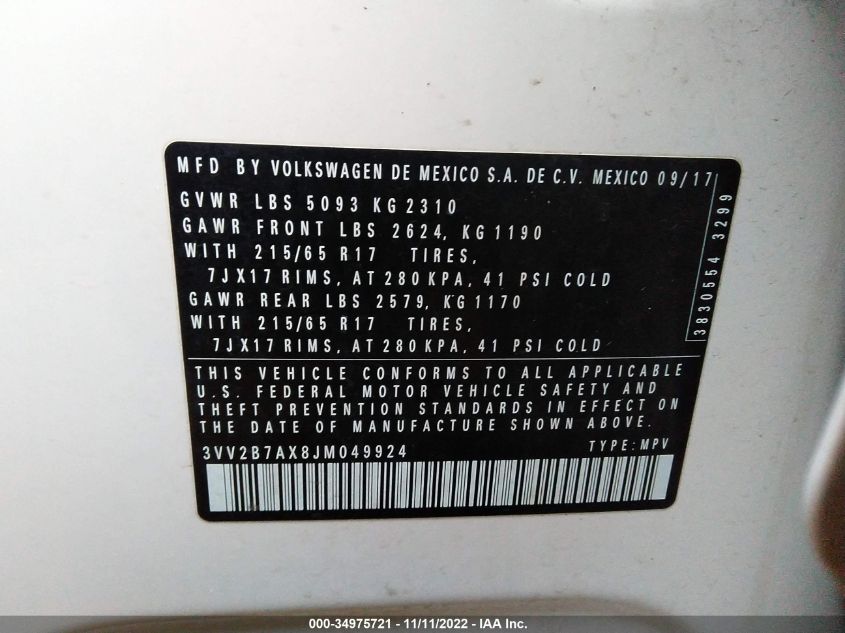 MFD BY VOLKSWAGEN DE MEXICO S.A. DE C.V. MEXICO 09/17
GVWR LBS 5093 KG 2310
GAWR FRONT LBS 2624, KG 1190
WITH 215/65 R17 TIRES,
7JX17 RIMS, AT 280 KPA, 41 PSI COLD
GAWR REAR LBS 2579, KG 1170
WITH 215/65 R17 TIRES,
7JX17 RIMS, AT 280 KPA, 41 PSI COLD
3830554 3299
THIS VEHICLE CONFORMS TO ALL APPLICABLE
U.S. FEDERAL MOTOR VEHICLE SAFETY AND
THEFT PREVENTION STANDARDS IN EFFECT ON
THE DATE OF MANUFACTURE SHOWN ABOVE.
3VV2B7AX8JM049924 TYPE: MPV
000-34975721 - 11/11/2022 - IAA Inc.